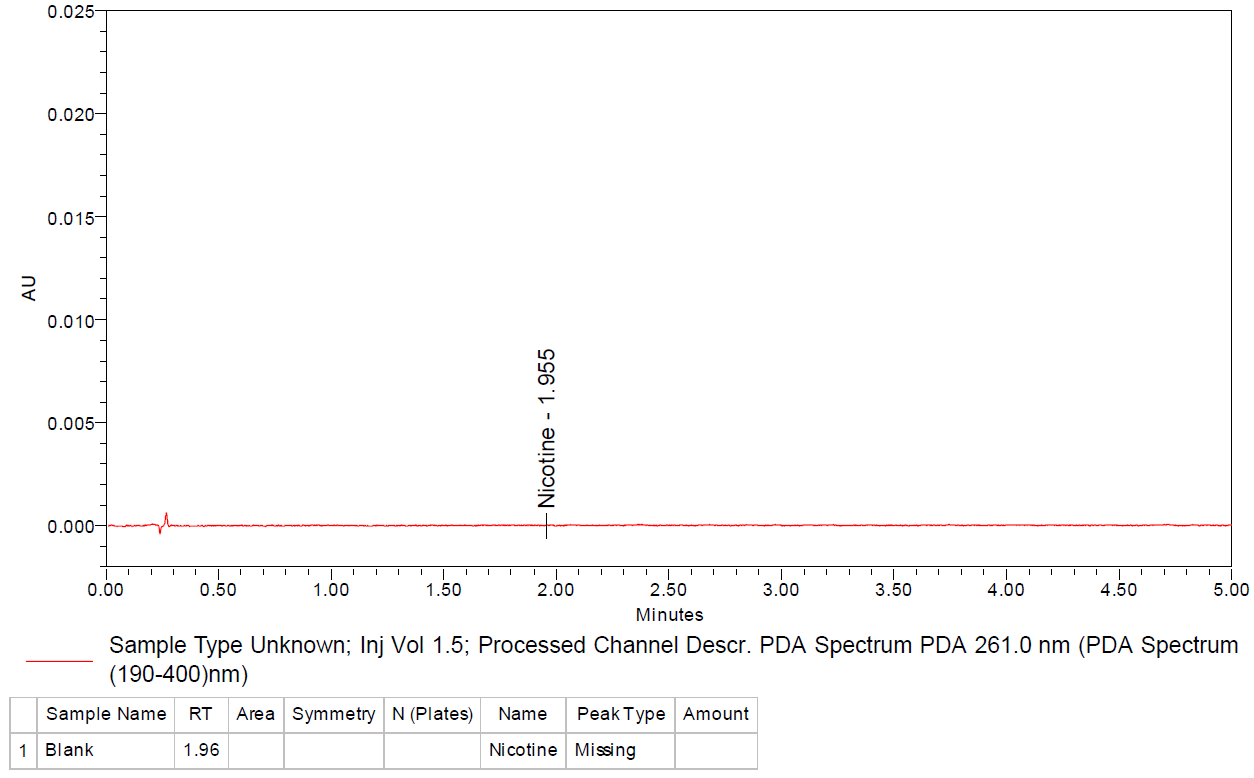 0.025
0.020
0.015
0.010
0.005
0.000
AU
Nicotine - 1.955
0.00 0.50 1.00 1.50 2.00 2.50 3.00 3.50 4.00 4.50 5.00
Minutes
Sample Type Unknown; Inj Vol 1.5; Processed Channel Descr. PDA Spectrum PDA 261.0 nm (PDA Spectrum
(190-400)nm)
Sample Name RT Area Symmetry N (Plates) Name Peak Type Amount
1 Blank 1.96 Nicotine Missing